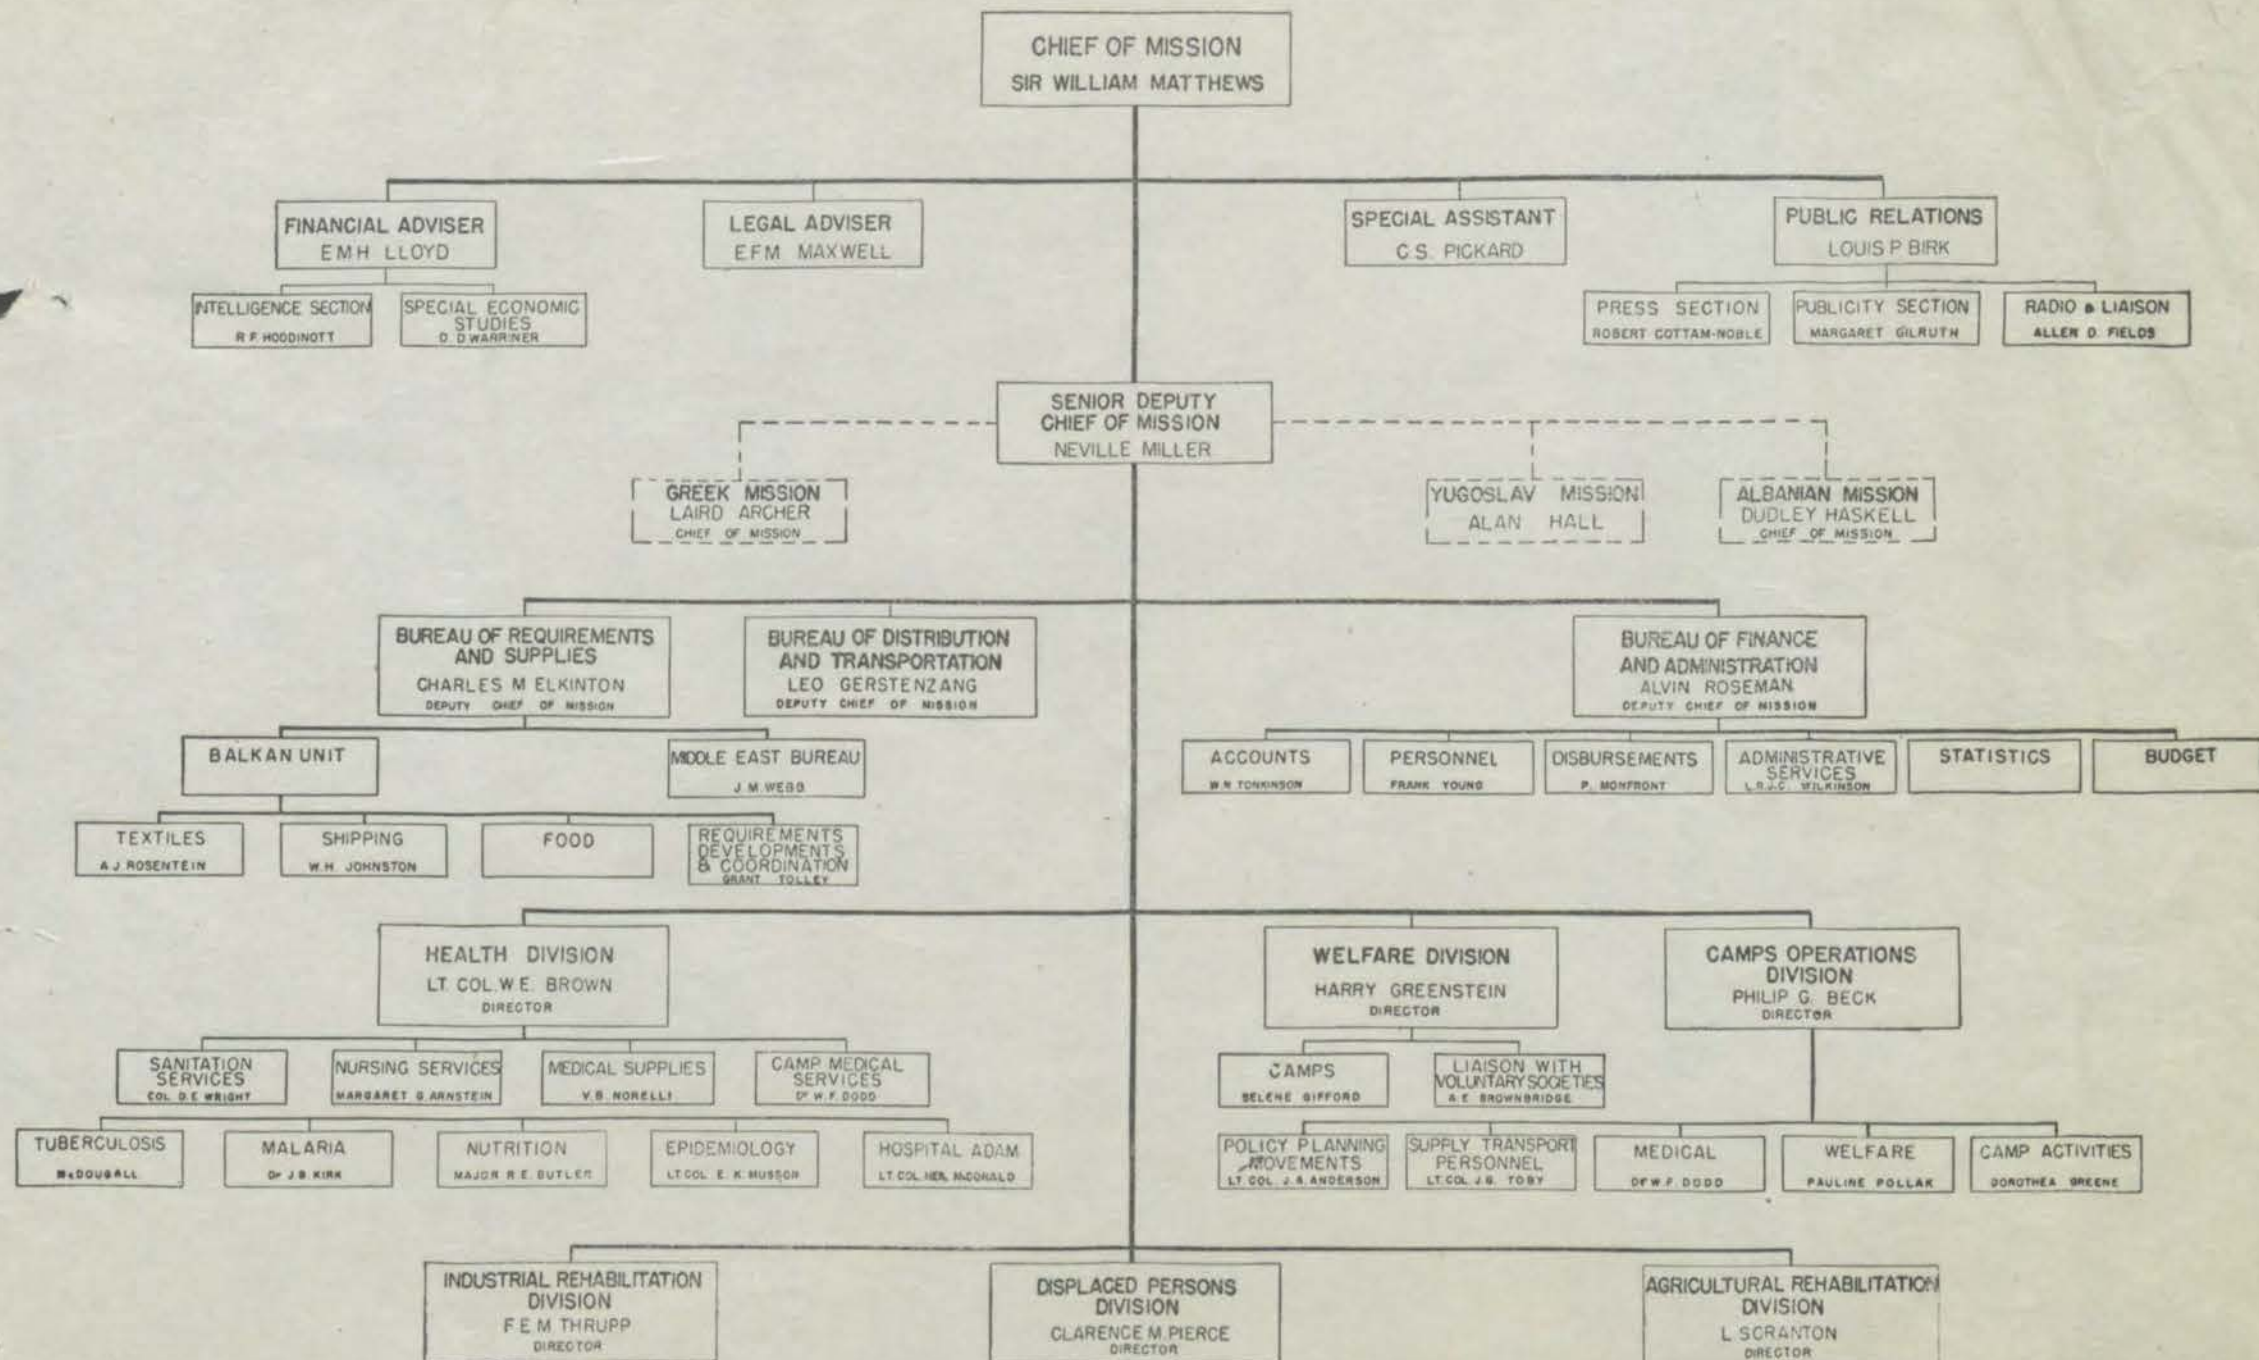 CHIEF OF MISSION
SIR WILLIAM MATTHEWS
FINANCIAL ADVISER
E M H LLOYD
LEGAL ADVISER
E.F.M MAXWELL
SPECIAL ASSISTANT
C.S. PICKARD
PUBLIC RELATIONS
LOUIS P BIRK
INTELLIGENCE SECTION
R F. HODDINOTT
SPECIAL ECONOMIC
STUDIES
D. D WARRINER
PRESS SECTION
ROBERT COTTAM-NOBLE
PUBLICITY SECTION
MARGARET GILRUTH
RADIO & LIAISON
ALLEN D. FIELDS
SENIOR DEPUTY
CHIEF OF MISSION
NEVILLE MILLER
GREEK MISSION
LAIRD ARCHER
CHIEF OF MISSION
YUGOSLAV MISSION
ALAN HALL
ALBANIAN MISSION
DUDLEY HASKELL
CHIEF OF MISSION
BUREAU OF REQUIREMENTS
AND SUPPLIES
CHARLES M ELKINTON
DEPUTY CHIEF OF MISSION
BUREAU OF DISTRIBUTION
AND TRANSPORTATION
LEO GERSTENZANG
DEPUTY CHIEF OF MISSION
BUREAU OF FINANCE
AND ADMINISTRATION
ALVIN ROSEMAN
DEPUTY CHIEF OF MISSION
BALKAN UNIT
MIDDLE EAST BUREAU
J. M. WEBB
ACCOUNTS
W.N TONKINSON
PERSONNEL
FRANK YOUNG
DISBURSEMENTS
P. MONFRONT
ADMINISTRATIVE
SERVICES
WILKINSON
STATISTICS
BUDGET
TEXTILES
A J ROSENTEIN
SHIPPING
W.H. JOHNSTON
FOOD
REQUIREMENTS
DEVELOPMENTS
& COORDINATION
GRANT TOLLEY
HEALTH DIVISION
LT. COL. W.E. BROWN
DIRECTOR
WELFARE DIVISION
HARRY GREENSTEIN
DIRECTOR
CAMPS OPERATIONS
DIVISION
PHILIP G. BECK
DIRECTOR
SANITATION
SERVICES
COL. D.E WRIGHT
NURSING SERVICES
MARGARET G. ARNSTEIN
MEDICAL SUPPLIES
V.B. NORELLI
CAMP MEDICAL
SERVICES
Dr W.F. DODD
CAMPS
SELENE GIFFORD
LIAISON WITH
VOLUNTARY SOCIETIES
A.E BROWNBRIDGE
TUBERCULOSIS
McDOUGALL
MALARIA
Dr J.B. KIRK
NUTRITION
MAJOR R E. BUTLER
EPIDEMIOLOGY
LT.COL. E. K. MUSSON
HOSPITAL ADAM.
LT. COL. McDONALD
POLICY PLANNING
MOVEMENTS
LT. COL. J. A. ANDERSON
SUPPLY TRANSPORT
PERSONNEL
LT. COL. J.G. TOBY
MEDICAL
Dr W.F. DODD
WELFARE
PAULINE POLLAK
CAMP ACTIVITIES
DOROTHEA GREENE
INDUSTRIAL REHABILITATION
DIVISION
F E M THRUPP
DIRECTOR
DISPLACED PERSONS
DIVISION
CLARENCE M. PIERCE
DIRECTOR
AGRICULTURAL REHABILITATION
DIVISION
L SCRANTON
DIRECTOR